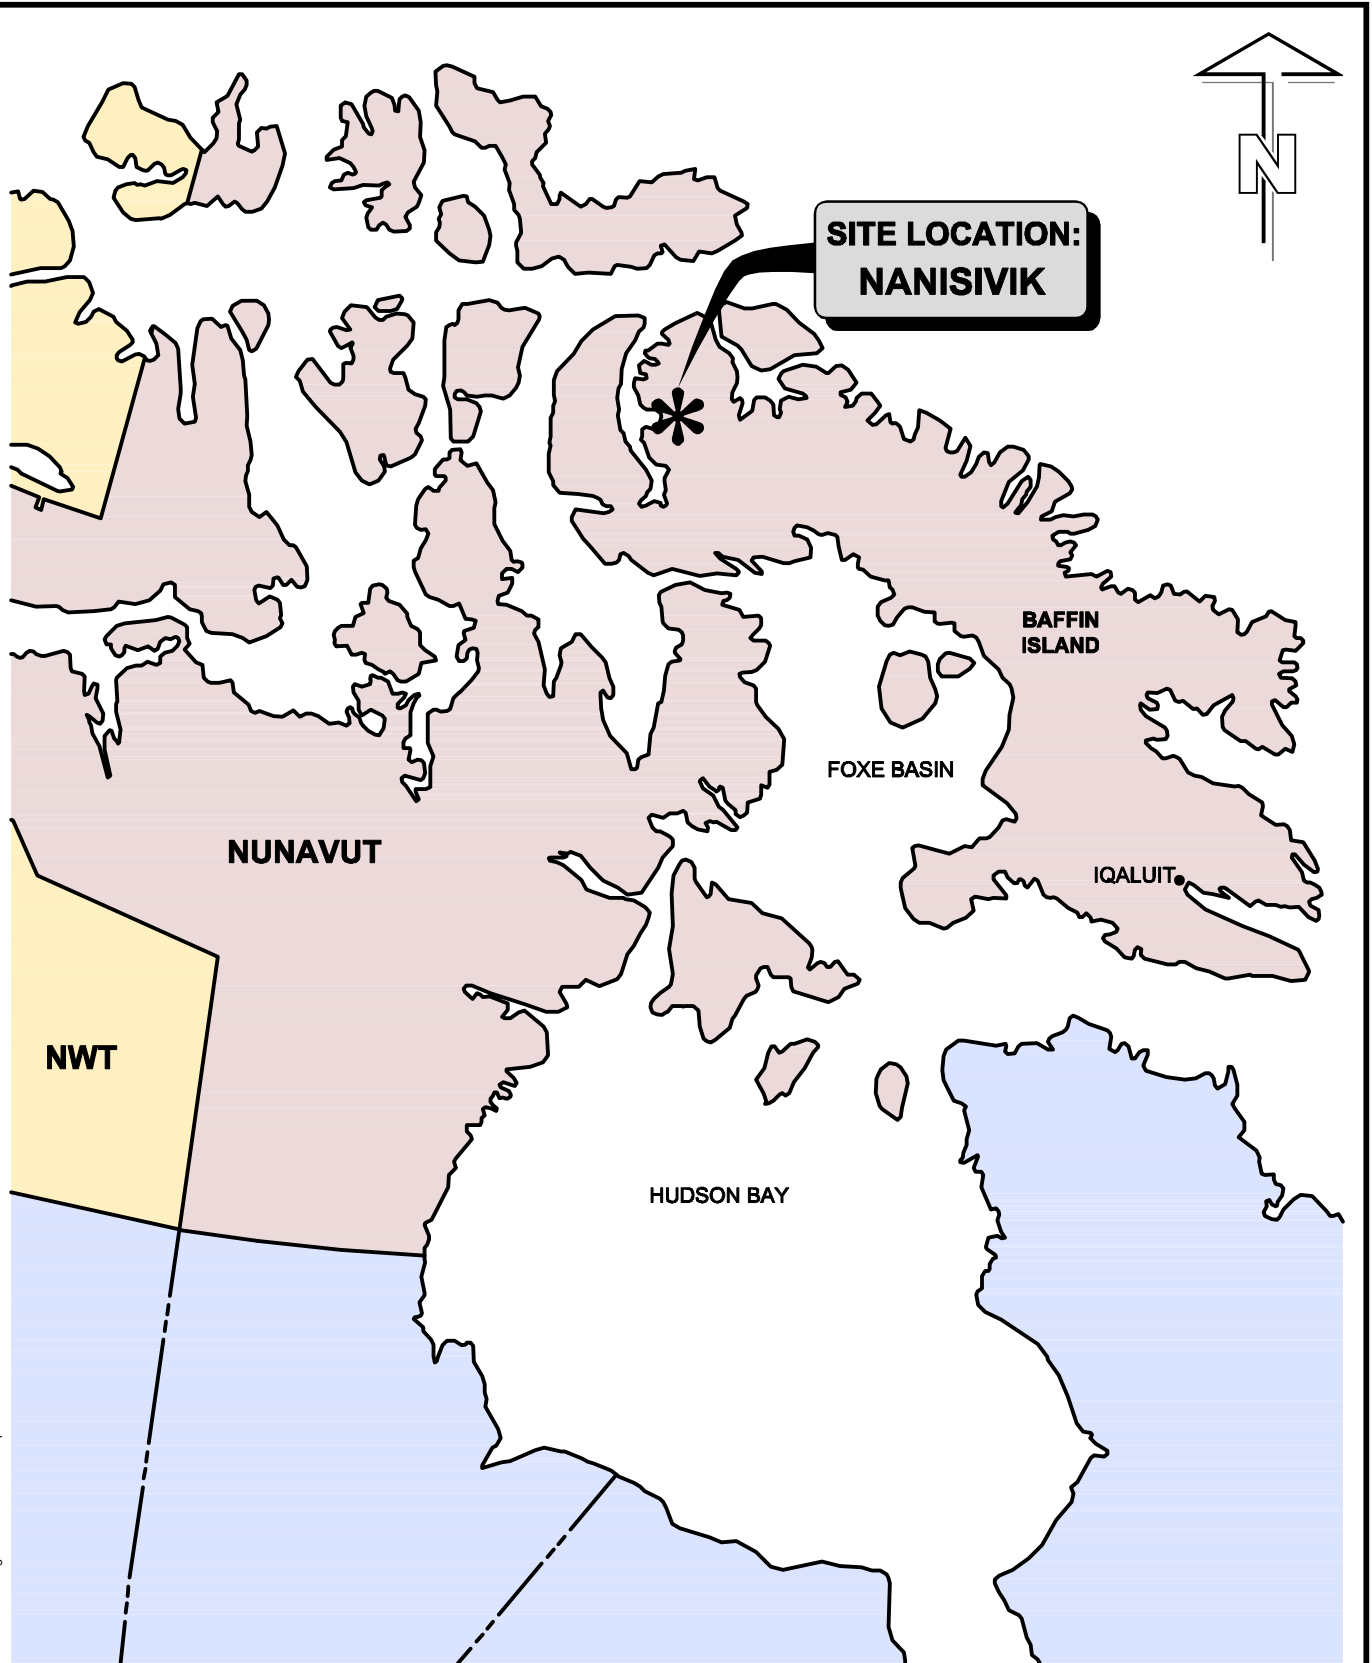 N
SITE LOCATION:
NANISIVIK
BAFFIN
ISLAND
FOXE BASIN
NUNAVUT
IQALUIT
NWT
HUDSON BAY